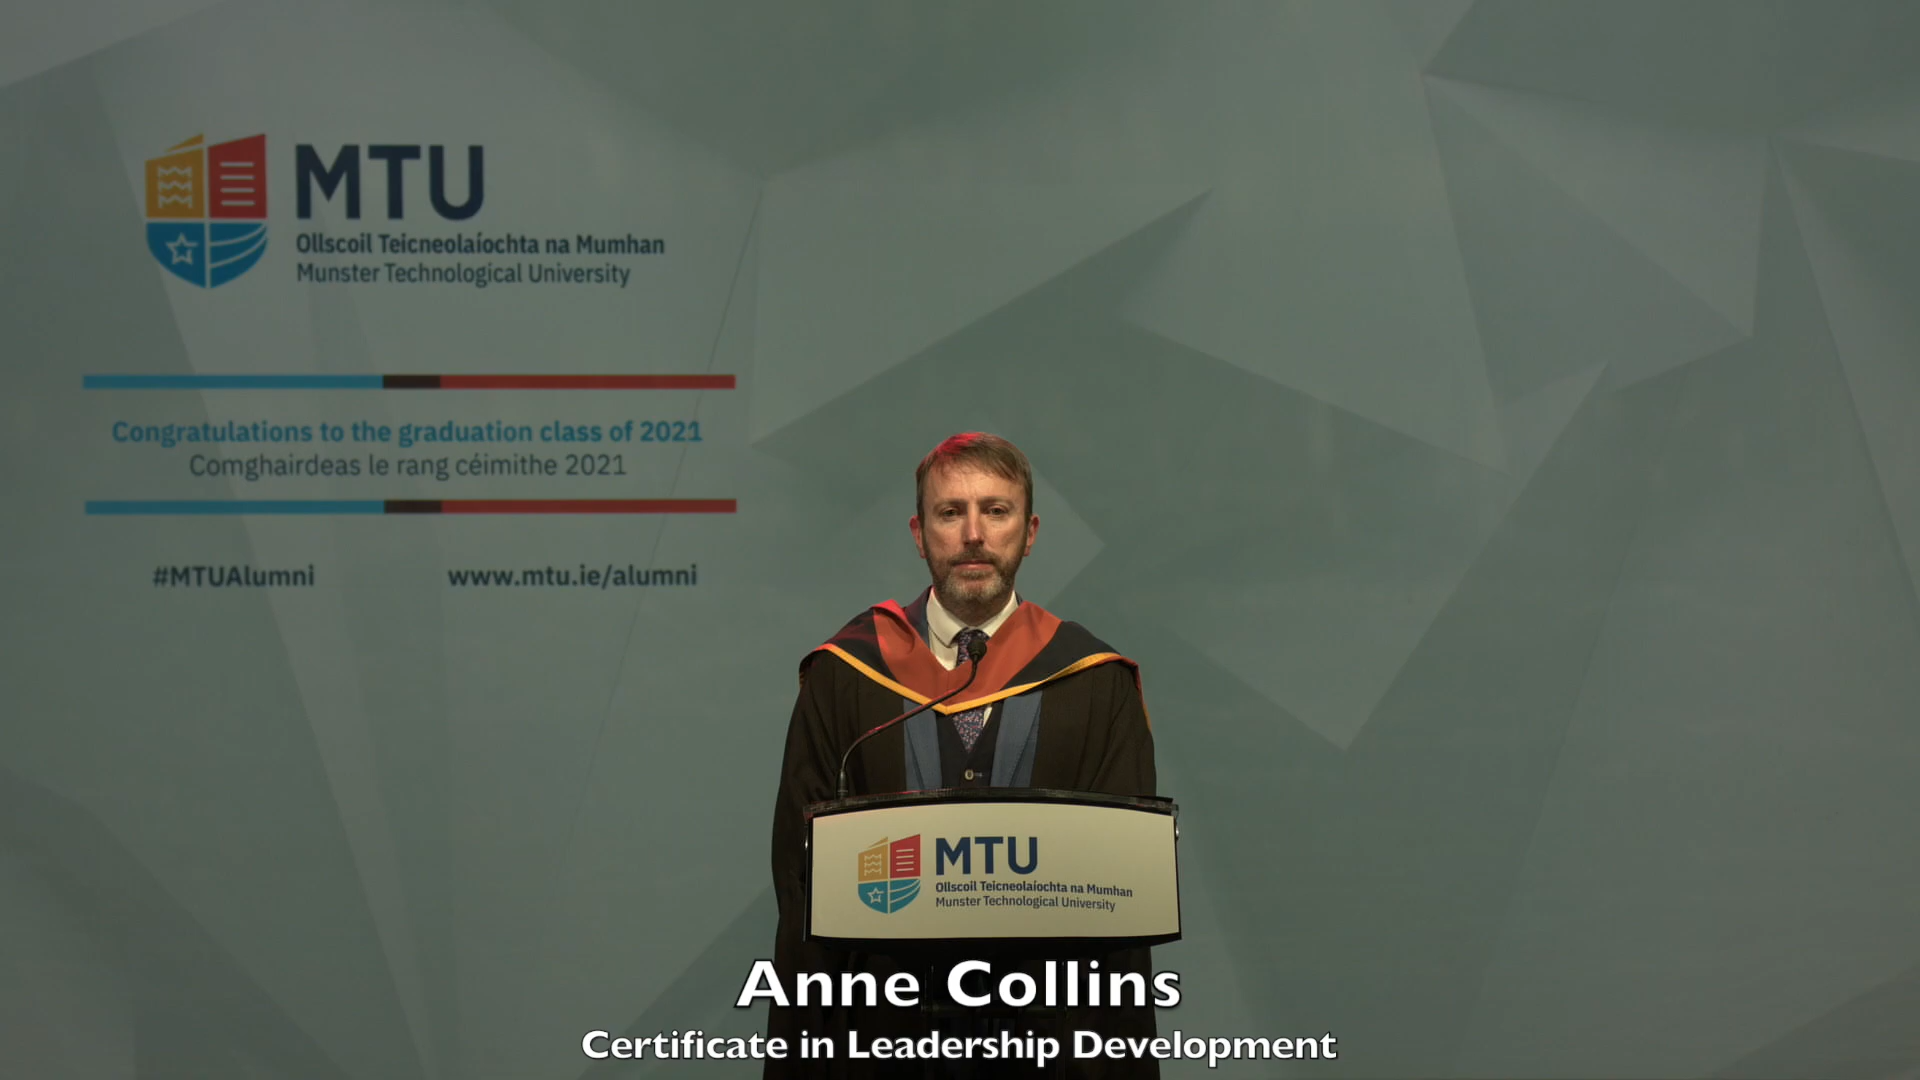 MTU
Ollscoil Teicneolaíochta na Mumhan
Munster Technological University
Congratulations to the graduation class of 2021
Comghairdeas le rang céimithe 2021
#MTUAlumni
www.mtu.ie/alumni
MTU
Ollscoil Teicneolaíochta na Mumhan
Munster Technological University
Anne Collins
Certificate in Leadership Development